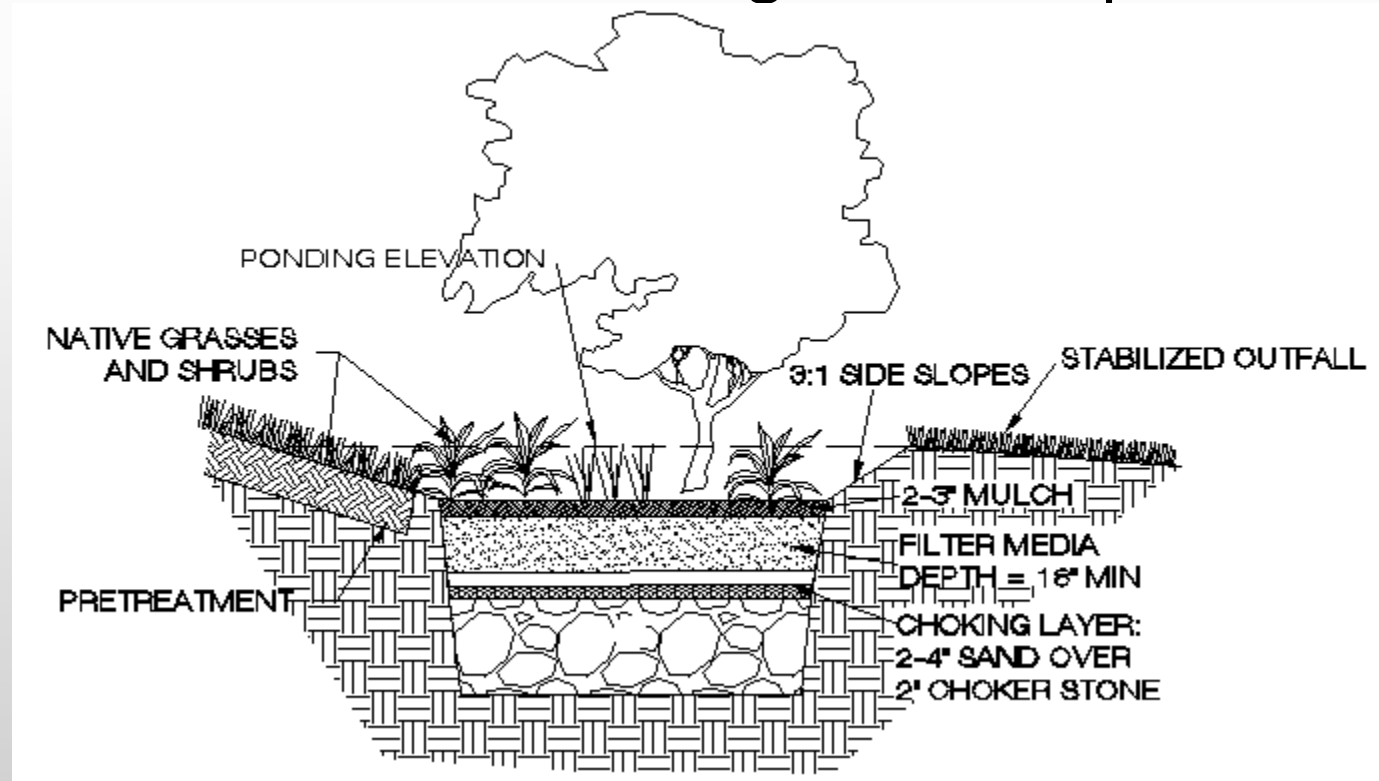 PONDING ELEVATION
NATIVE GRASSES
AND SHRUBS
3:1 SIDE SLOPES
STABILIZED OUTFALL
2-3" MULCH
FILTER MEDIA
DEPTH = 18" MIN
PRETREATMENT
CHOKING LAYER:
2-4" SAND OVER
2" CHOKER STONE